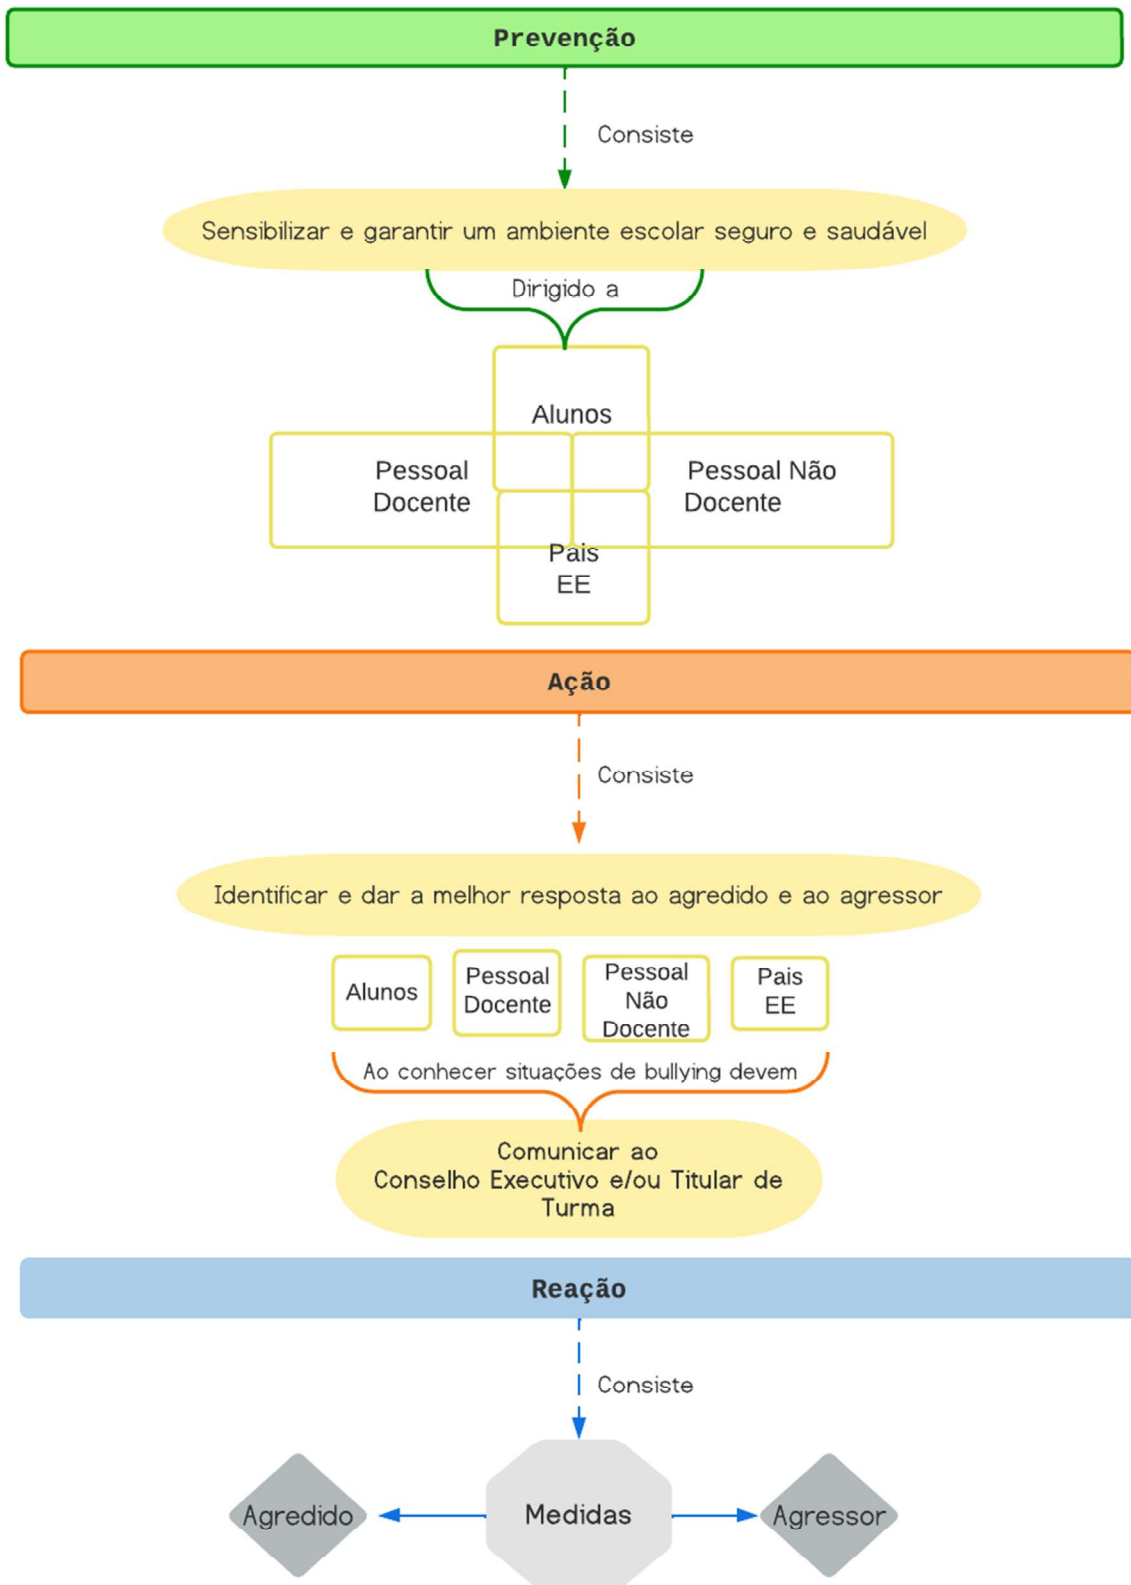 Prevenção
Consiste
Sensibilizar e garantir um ambiente escolar seguro e saudável
Dirigido a
Alunos
Pessoal
Docente
Pessoal Não
Docente
Pais
EE
Ação
Consiste
Identificar e dar a melhor resposta ao agredido e ao agressor
Alunos
Pessoal
Docente
Pessoal
Não
Docente
Pais
EE
Ao conhecer situações de bullying devem
Comunicar ao
Conselho Executivo e/ou Titular de
Turma
Reação
Consiste
Agredido
Medidas
Agressor